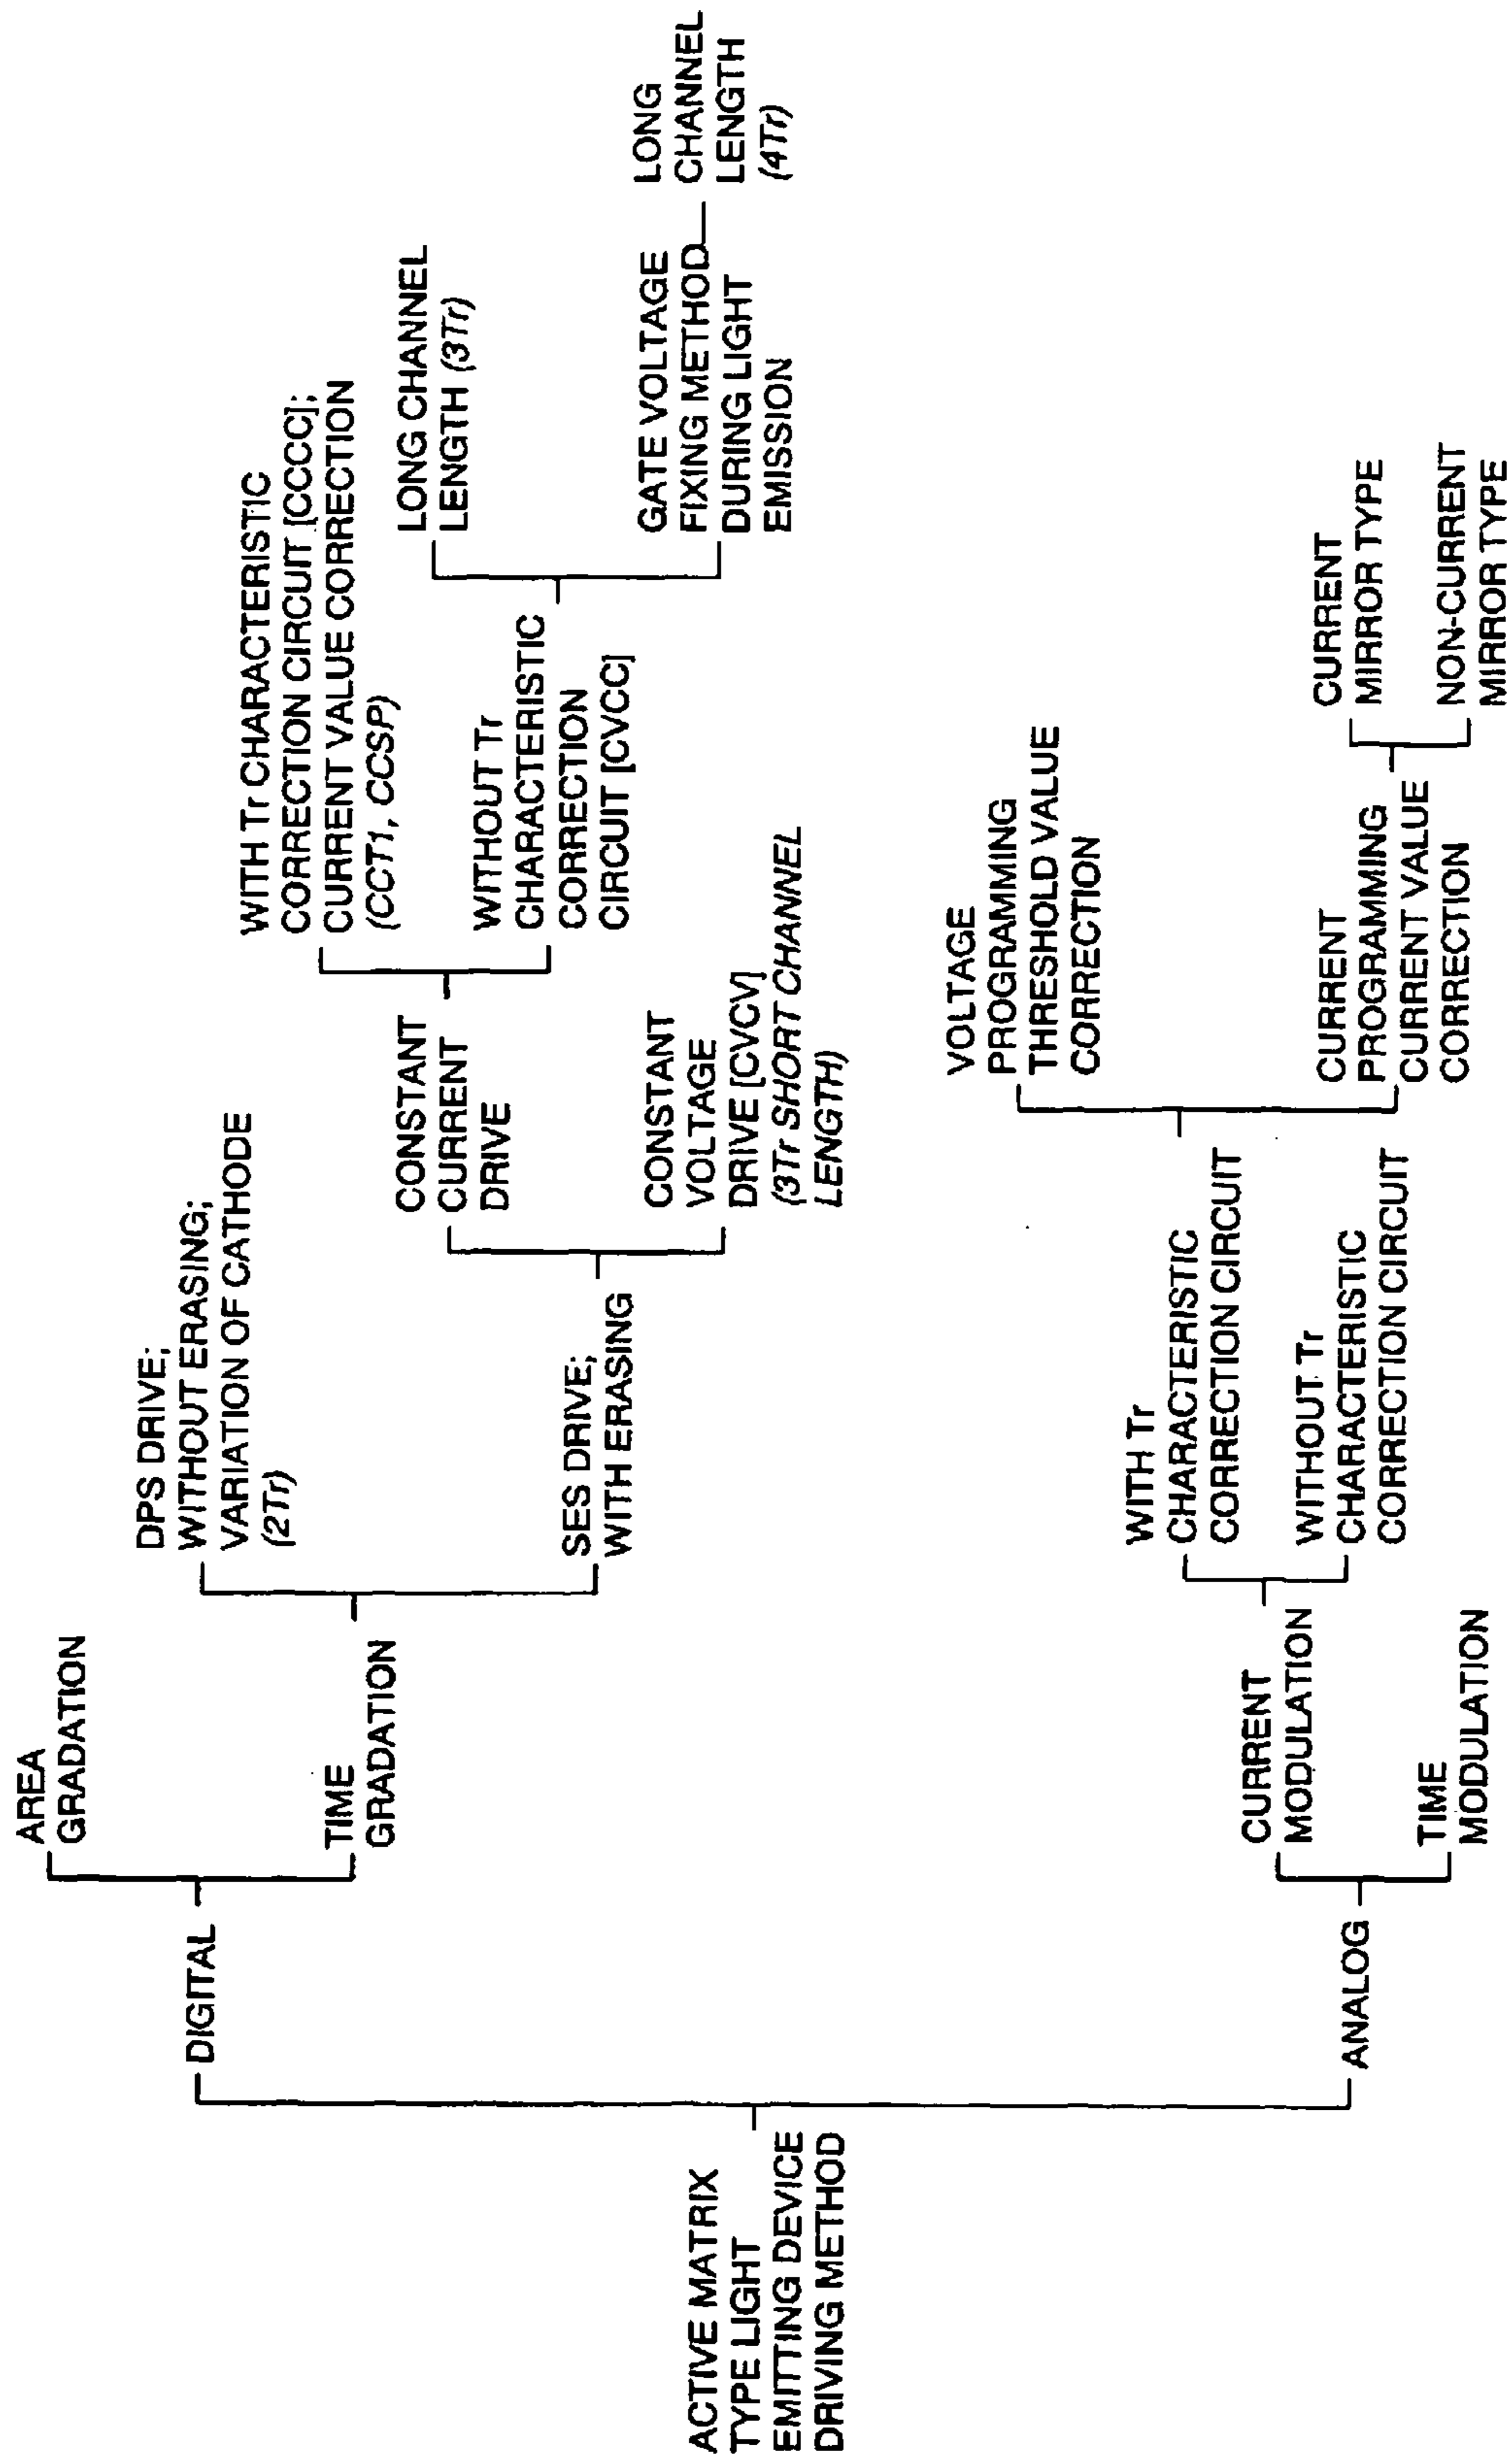 ACTIVE MATRIX
TYPE LIGHT
EMITTING DEVICE
DRIVING METHOD
DIGITAL
AREA
GRADATION
TIME
GRADATION
DPS DRIVE;
WITHOUT ERASING;
VARIATION OF CATHODE
(2Tr)
SES DRIVE;
WITH ERASING
CONSTANT
CURRENT
DRIVE
WITH Tr CHARACTERISTIC
CORRECTION CIRCUIT [CCCC];
CURRENT VALUE CORRECTION
(CCT1, CCSP)
WITHOUT Tr
CHARACTERISTIC
CORRECTION
CIRCUIT [CVCC]
LONG CHANNEL
LENGTH (3Tr)
GATE VOLTAGE
FIXING METHOD
DURING LIGHT
EMISSION
LONG
CHANNEL
LENGTH
(4Tr)
CONSTANT
VOLTAGE
DRIVE [CVCV]
(3Tr SHORT CHANNEL
LENGTH)
ANALOG
CURRENT
MODULATION
TIME
MODULATION
WITH Tr
CHARACTERISTIC
CORRECTION CIRCUIT
WITHOUT Tr
CHARACTERISTIC
CORRECTION CIRCUIT
VOLTAGE
PROGRAMMING
THRESHOLD VALUE
CORRECTION
CURRENT
PROGRAMMING
CURRENT VALUE
CORRECTION
CURRENT
MIRROR TYPE
NON-CURRENT
MIRROR TYPE